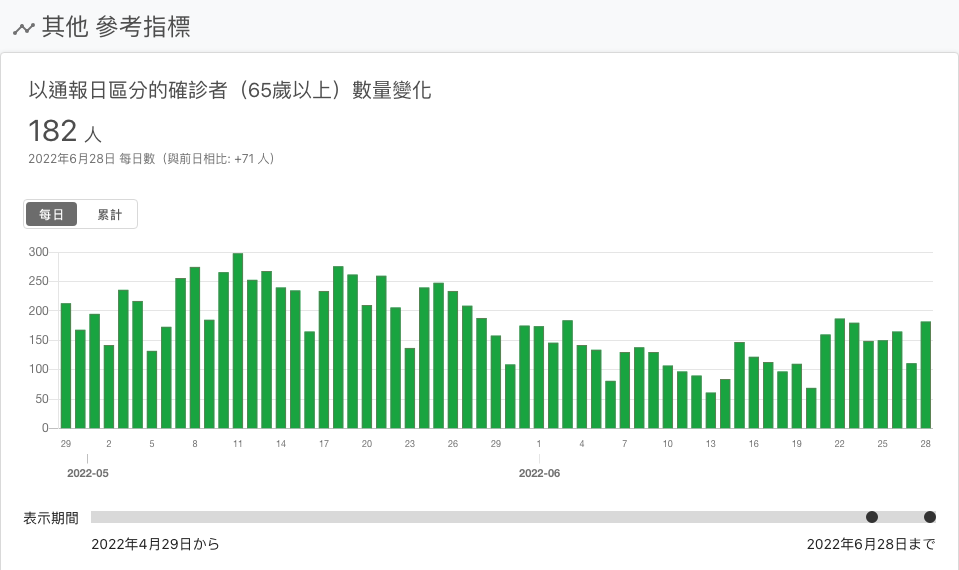 其他 參考指標
以通報日區分的確診者（65歲以上）數量變化
182 人
2022年6月28日 每日數（與前日相比: +71 人）
每日 累計
300
250
200
150
100
50
0
29 2 5 8 11 14 17 20 23 26 29 1 4 7 10 13 16 19 22 25 28
2022-05 2022-06
表示期間
2022年4月29日から 2022年6月28日まで